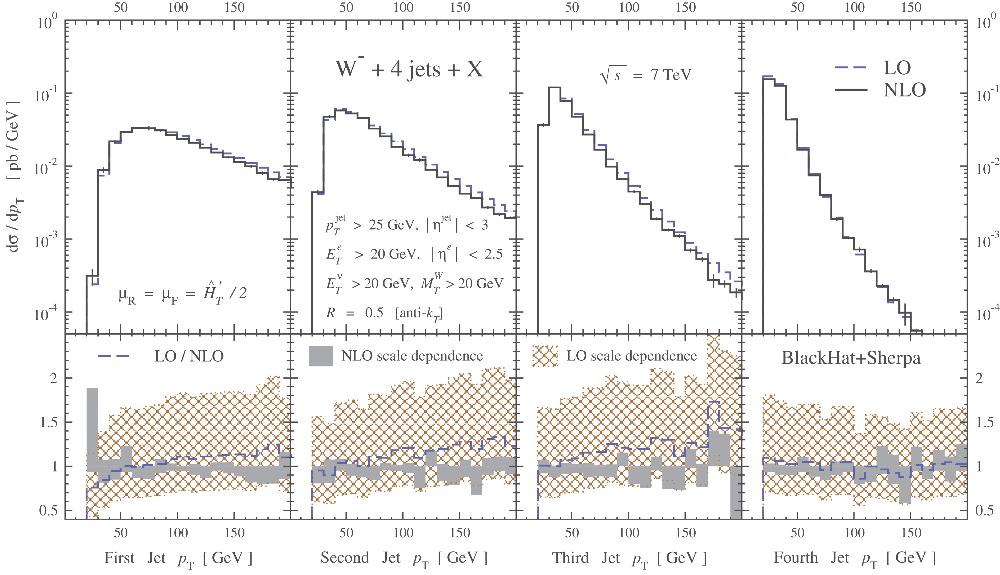 50 100 150 50 100 150 50 100 150 50 100 150
10^0 10^0
W^- + 4 jets + X
√s = 7 TeV
LO
NLO
10^-1 10^-1
dσ / dp_T [ pb / GeV ]
10^-2 10^-2
p_T^jet > 25 GeV, | η^jet | < 3
10^-3 10^-3
E_T^e > 20 GeV, | η^e | < 2.5
E_T^ν > 20 GeV, M_T^W > 20 GeV
μ_R = μ_F = Ĥ_T' / 2
10^-4 10^-4
R = 0.5 [anti-k_T]
LO / NLO
NLO scale dependence
LO scale dependence
BlackHat+Sherpa
2 2
1.5 1.5
1 1
0.5 0.5
50 100 150 50 100 150 50 100 150 50 100 150
First Jet p_T [ GeV ]
Second Jet p_T [ GeV ]
Third Jet p_T [ GeV ]
Fourth Jet p_T [ GeV ]